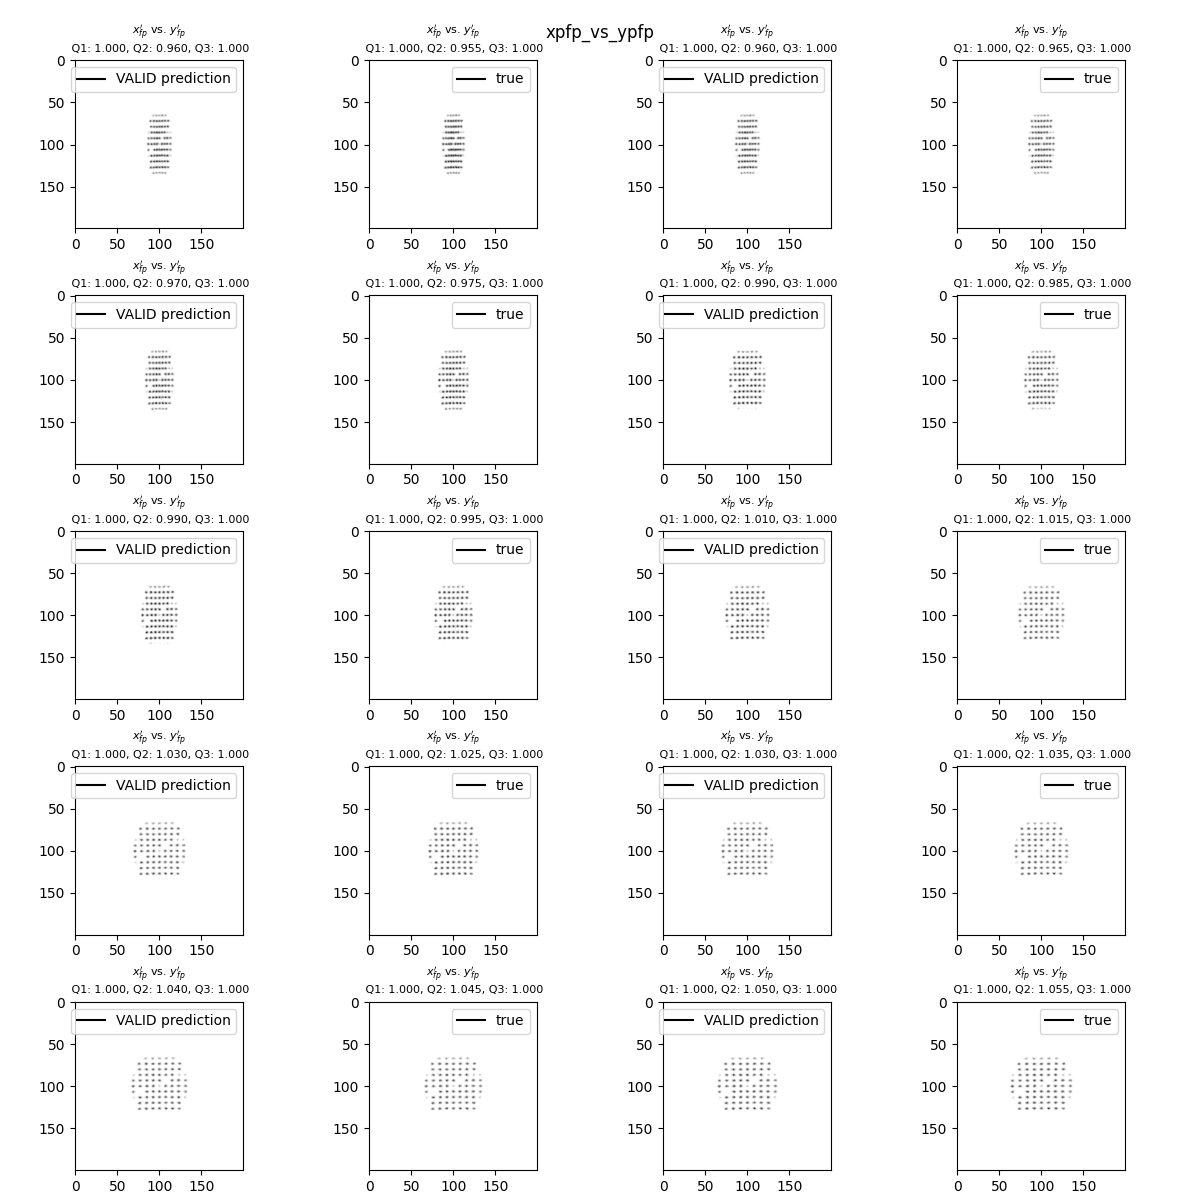 xpfp_vs_ypfp
x′fp vs. y′fp x′fp vs. y′fp x′fp vs. y′fp x′fp vs. y′fp
Q1: 1.000, Q2: 0.960, Q3: 1.000 Q1: 1.000, Q2: 0.955, Q3: 1.000 Q1: 1.000, Q2: 0.960, Q3: 1.000 Q1: 1.000, Q2: 0.965, Q3: 1.000
0 0 0 0
VALID prediction true VALID prediction true
50 50 50 50
100 100 100 100
150 150 150 150
0 50 100 150 0 50 100 150 0 50 100 150 0 50 100 150
x′fp vs. y′fp x′fp vs. y′fp x′fp vs. y′fp x′fp vs. y′fp
Q1: 1.000, Q2: 0.970, Q3: 1.000 Q1: 1.000, Q2: 0.975, Q3: 1.000 Q1: 1.000, Q2: 0.990, Q3: 1.000 Q1: 1.000, Q2: 0.985, Q3: 1.000
0 0 0 0
VALID prediction true VALID prediction true
50 50 50 50
100 100 100 100
150 150 150 150
0 50 100 150 0 50 100 150 0 50 100 150 0 50 100 150
x′fp vs. y′fp x′fp vs. y′fp x′fp vs. y′fp x′fp vs. y′fp
Q1: 1.000, Q2: 0.990, Q3: 1.000 Q1: 1.000, Q2: 0.995, Q3: 1.000 Q1: 1.000, Q2: 1.010, Q3: 1.000 Q1: 1.000, Q2: 1.015, Q3: 1.000
0 0 0 0
VALID prediction true VALID prediction true
50 50 50 50
100 100 100 100
150 150 150 150
0 50 100 150 0 50 100 150 0 50 100 150 0 50 100 150
x′fp vs. y′fp x′fp vs. y′fp x′fp vs. y′fp x′fp vs. y′fp
Q1: 1.000, Q2: 1.030, Q3: 1.000 Q1: 1.000, Q2: 1.025, Q3: 1.000 Q1: 1.000, Q2: 1.030, Q3: 1.000 Q1: 1.000, Q2: 1.035, Q3: 1.000
0 0 0 0
VALID prediction true VALID prediction true
50 50 50 50
100 100 100 100
150 150 150 150
0 50 100 150 0 50 100 150 0 50 100 150 0 50 100 150
x′fp vs. y′fp x′fp vs. y′fp x′fp vs. y′fp x′fp vs. y′fp
Q1: 1.000, Q2: 1.040, Q3: 1.000 Q1: 1.000, Q2: 1.045, Q3: 1.000 Q1: 1.000, Q2: 1.050, Q3: 1.000 Q1: 1.000, Q2: 1.055, Q3: 1.000
0 0 0 0
VALID prediction true VALID prediction true
50 50 50 50
100 100 100 100
150 150 150 150
0 50 100 150 0 50 100 150 0 50 100 150 0 50 100 150